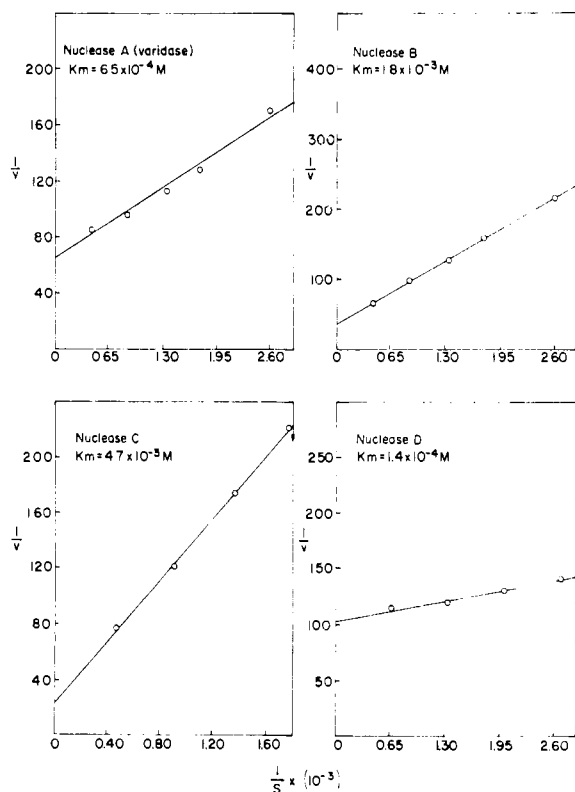 Nuclease A (varidase)
Km = 6.5 x 10-4 M
200
160
120
80
40
1/v
0 0.65 1.30 1.95 2.60
Nuclease B
Km = 1.8 x 10-3 M
400
300
200
100
1/v
0 0.65 1.30 1.95 2.60
Nuclease C
Km = 4.7 x 10-3 M
200
160
120
80
40
1/v
0 0.40 0.80 1.20 1.60
Nuclease D
Km = 1.4 x 10-4 M
250
200
150
100
50
1/v
0 0.65 1.30 1.95 2.60
1/S x (10-3)